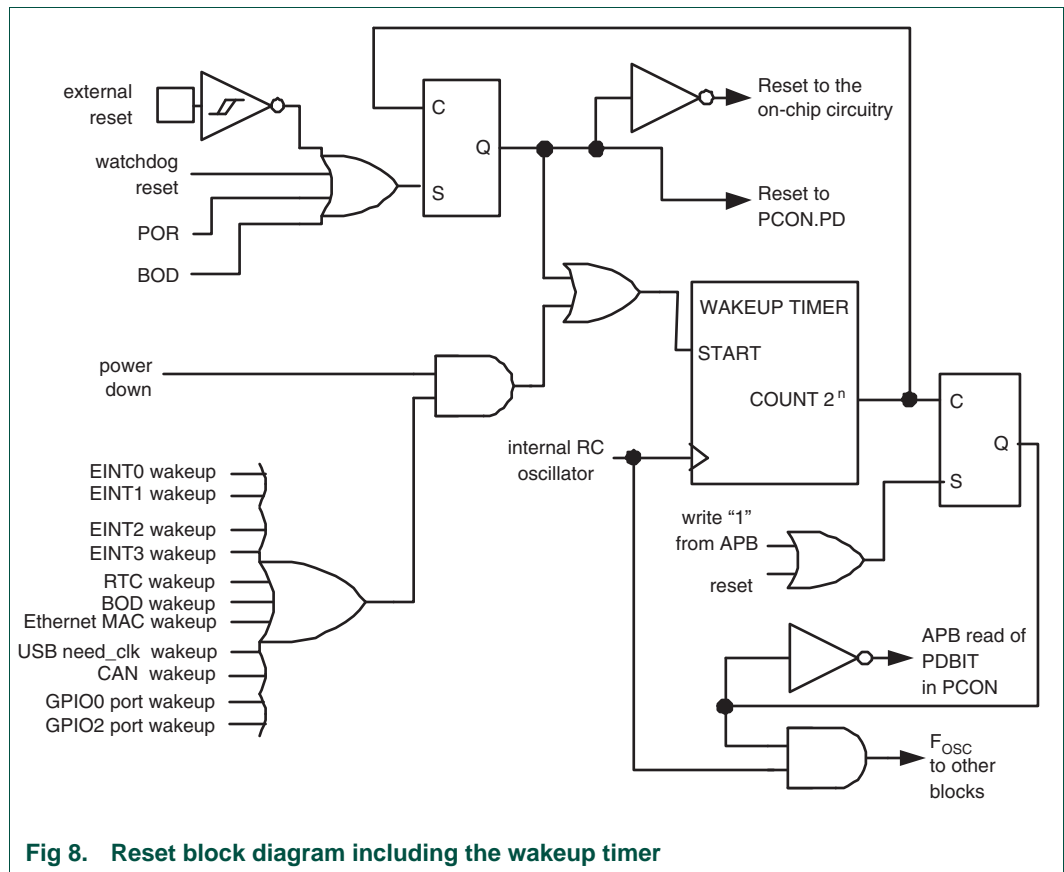 external
reset
watchdog
reset
POR
BOD
C
Q
S
Reset to the
on-chip circuitry
Reset to
PCON.PD
power
down
WAKEUP TIMER
START
COUNT 2^n
internal RC
oscillator
C
Q
S
EINT0 wakeup
EINT1 wakeup
EINT2 wakeup
EINT3 wakeup
RTC wakeup
BOD wakeup
Ethernet MAC wakeup
USB need_clk wakeup
CAN wakeup
GPIO0 port wakeup
GPIO2 port wakeup
write “1”
from APB
reset
APB read of
PDBIT
in PCON
FOSC
to other
blocks
Fig 8. Reset block diagram including the wakeup timer